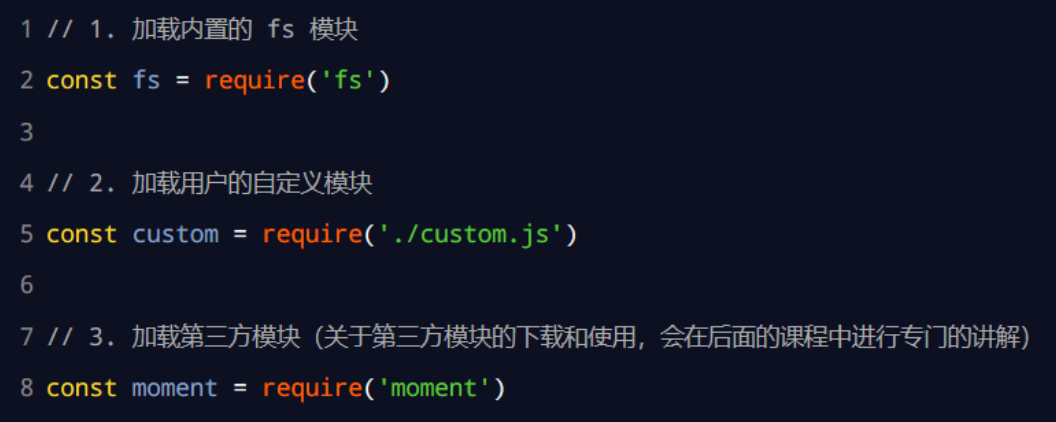 1 // 1. 加载内置的 fs 模块
2 const fs = require('fs')
3
4 // 2. 加载用户的自定义模块
5 const custom = require('./custom.js')
6
7 // 3. 加载第三方模块（关于第三方模块的下载和使用，会在后面的课程中进行专门的讲解）
8 const moment = require('moment')